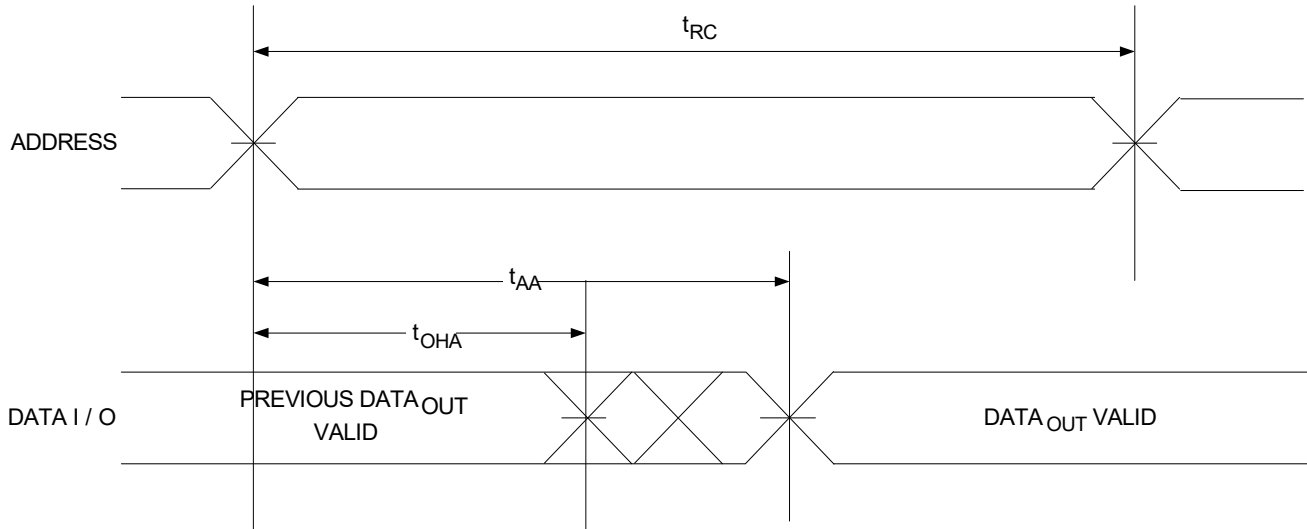 tRC
ADDRESS
tAA
tOHA
DATA I / O
PREVIOUS DATA OUT
VALID
DATA OUT VALID